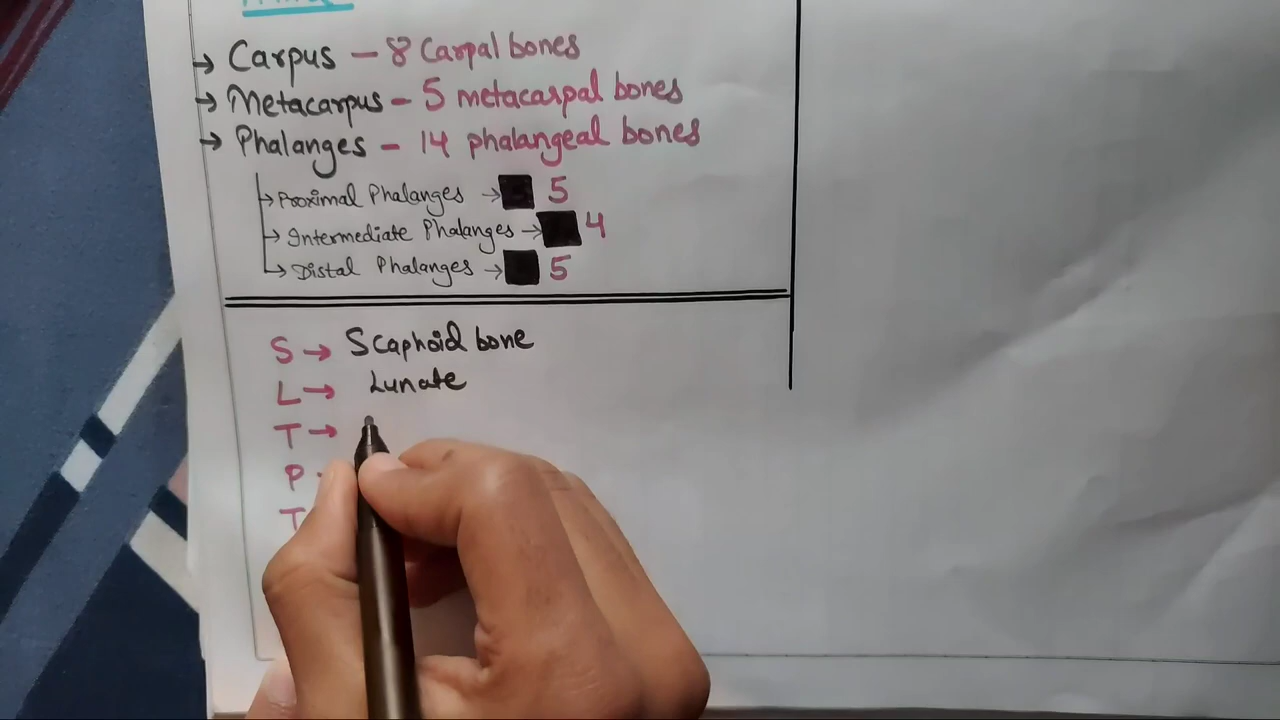 → Carpus – 8 Carpal bones
→ Metacarpus – 5 metacarpal bones
→ Phalanges – 14 phalangeal bones
→ Proximal Phalanges → 5
→ Intermediate Phalanges → 4
→ Distal Phalanges → 5
S → Scaphoid bone
L → Lunate
T →
P -
T